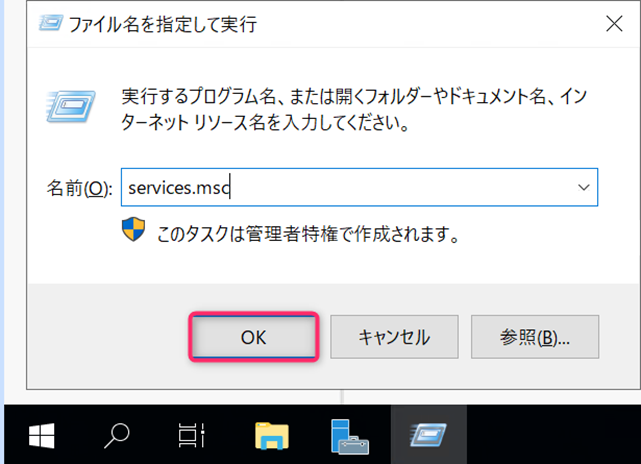 ファイル名を指定して実行
実行するプログラム名、または開くフォルダーやドキュメント名、イン
ターネット リソース名を入力してください。
名前(O): services.msc
このタスクは管理者特権で作成されます。
OK キャンセル 参照(B)...